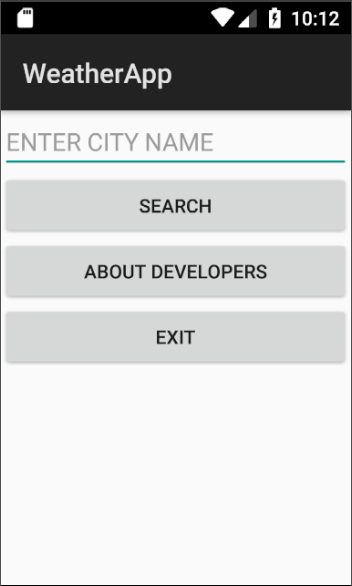 10:12
WeatherApp
ENTER CITY NAME
SEARCH
ABOUT DEVELOPERS
EXIT